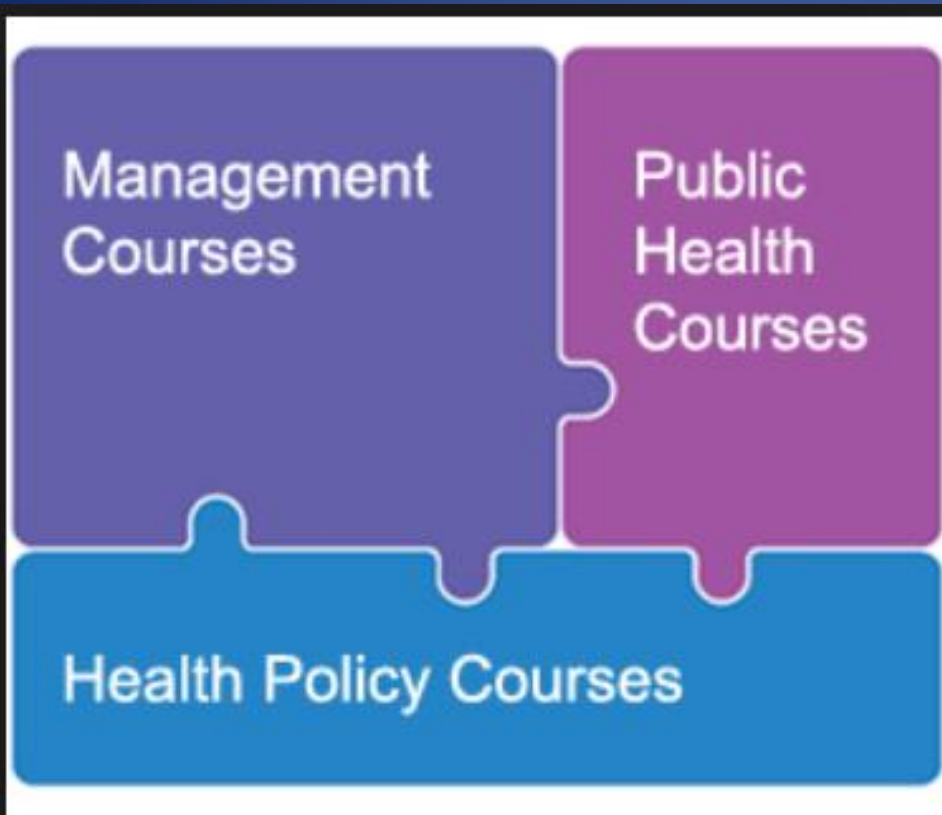 Management
Courses
Public
Health
Courses
Health Policy Courses